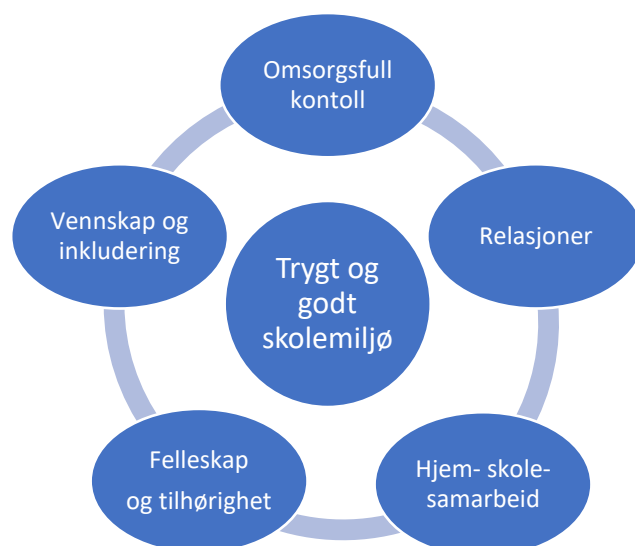 Omsorgsfull
kontoll
Vennskap og
inkludering
Relasjoner
Trygt og
godt
skolemiljø
Felleskap
og tilhørighet
Hjem- skole-
samarbeid